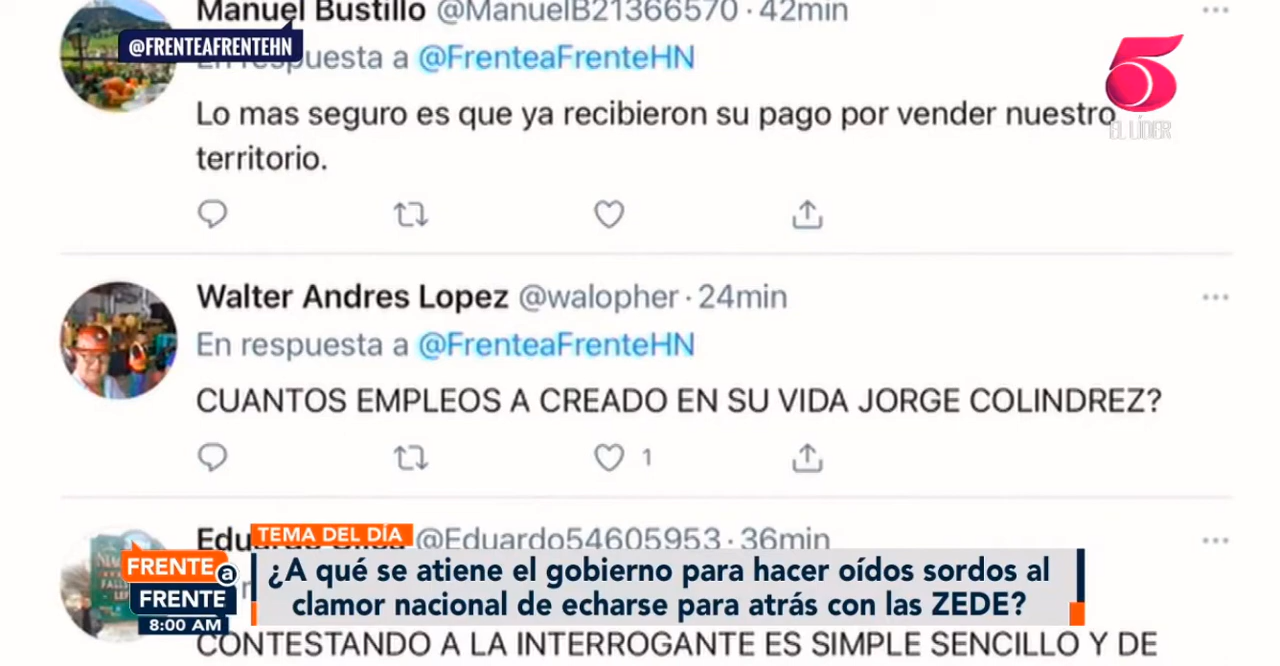 Manuel Bustillo @ManuelB21366570 · 42min
@FRENTEAFRENTEHN
En respuesta a @FrenteaFrenteHN
5
EL LÍDER
Lo mas seguro es que ya recibieron su pago por vender nuestro
territorio.
Walter Andres Lopez @walopher · 24min
En respuesta a @FrenteaFrenteHN
CUANTOS EMPLEOS A CREADO EN SU VIDA JORGE COLINDREZ?
1
@Eduardo54605953 · 36min
TEMA DEL DÍA
FRENTE a
FRENTE
8:00 AM
¿A qué se atiene el gobierno para hacer oídos sordos al
clamor nacional de echarse para atrás con las ZEDE?
CONTESTANDO A LA INTERROGANTE ES SIMPLE SENCILLO Y DE